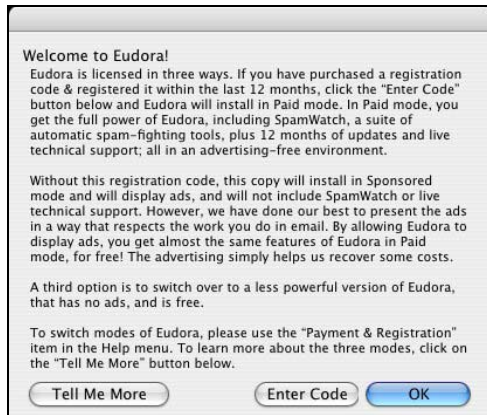 Welcome to Eudora!
Eudora is licensed in three ways. If you have purchased a registration
code & registered it within the last 12 months, click the “Enter Code”
button below and Eudora will install in Paid mode. In Paid mode, you
get the full power of Eudora, including SpamWatch, a suite of
automatic spam-fighting tools, plus 12 months of updates and live
technical support; all in an advertising-free environment.
Without this registration code, this copy will install in Sponsored
mode and will display ads, and will not include SpamWatch or live
technical support. However, we have done our best to present the ads
in a way that respects the work you do in email. By allowing Eudora to
display ads, you get almost the same features of Eudora in Paid
mode, for free! The advertising simply helps us recover some costs.
A third option is to switch over to a less powerful version of Eudora,
that has no ads, and is free.
To switch modes of Eudora, please use the “Payment & Registration”
item in the Help menu. To learn more about the three modes, click on
the “Tell Me More” button below.
Tell Me More Enter Code OK